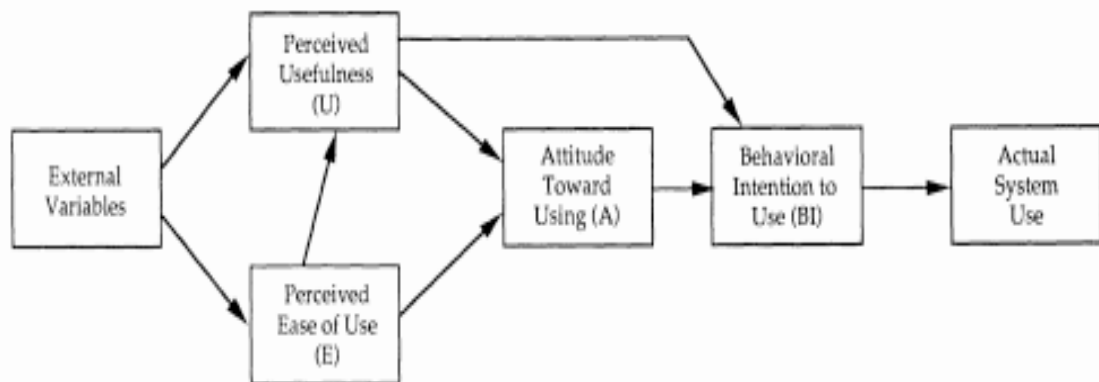 External
Variables
Perceived
Usefulness
(U)
Perceived
Ease of Use
(E)
Attitude
Toward
Using (A)
Behavioral
Intention to
Use (BI)
Actual
System
Use